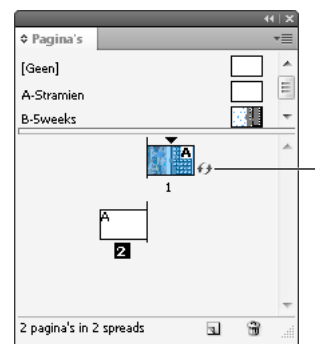 Pagina's
[Geen]
A-Stramien
B-5weeks
A
1
A
2
2 pagina's in 2 spreads